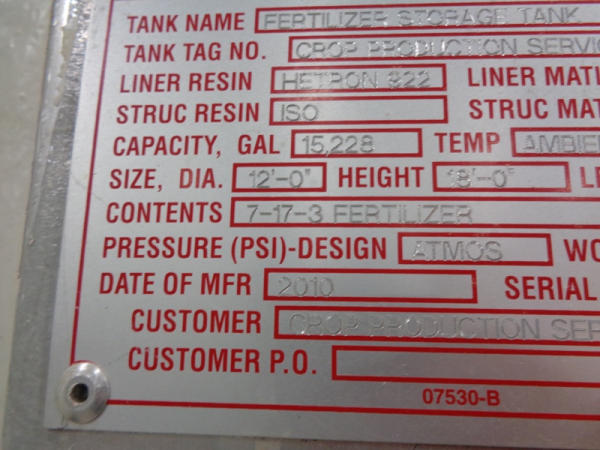 TANK NAME FERTILIZER STORAGE TANK
TANK TAG NO. CROP PRODUCTION SERVIC
LINER RESIN HETRON 922 LINER MATI
STRUC RESIN ISO STRUC MAT
CAPACITY, GAL 15,228 TEMP AMBIE
SIZE, DIA. 12'-0" HEIGHT 18'-0" LE
CONTENTS 7-17-3 FERTILIZER
PRESSURE (PSI)-DESIGN ATMOS WO
DATE OF MFR 2010 SERIAL
CUSTOMER CROP PRODUCTION SER
CUSTOMER P.O.
07530-B